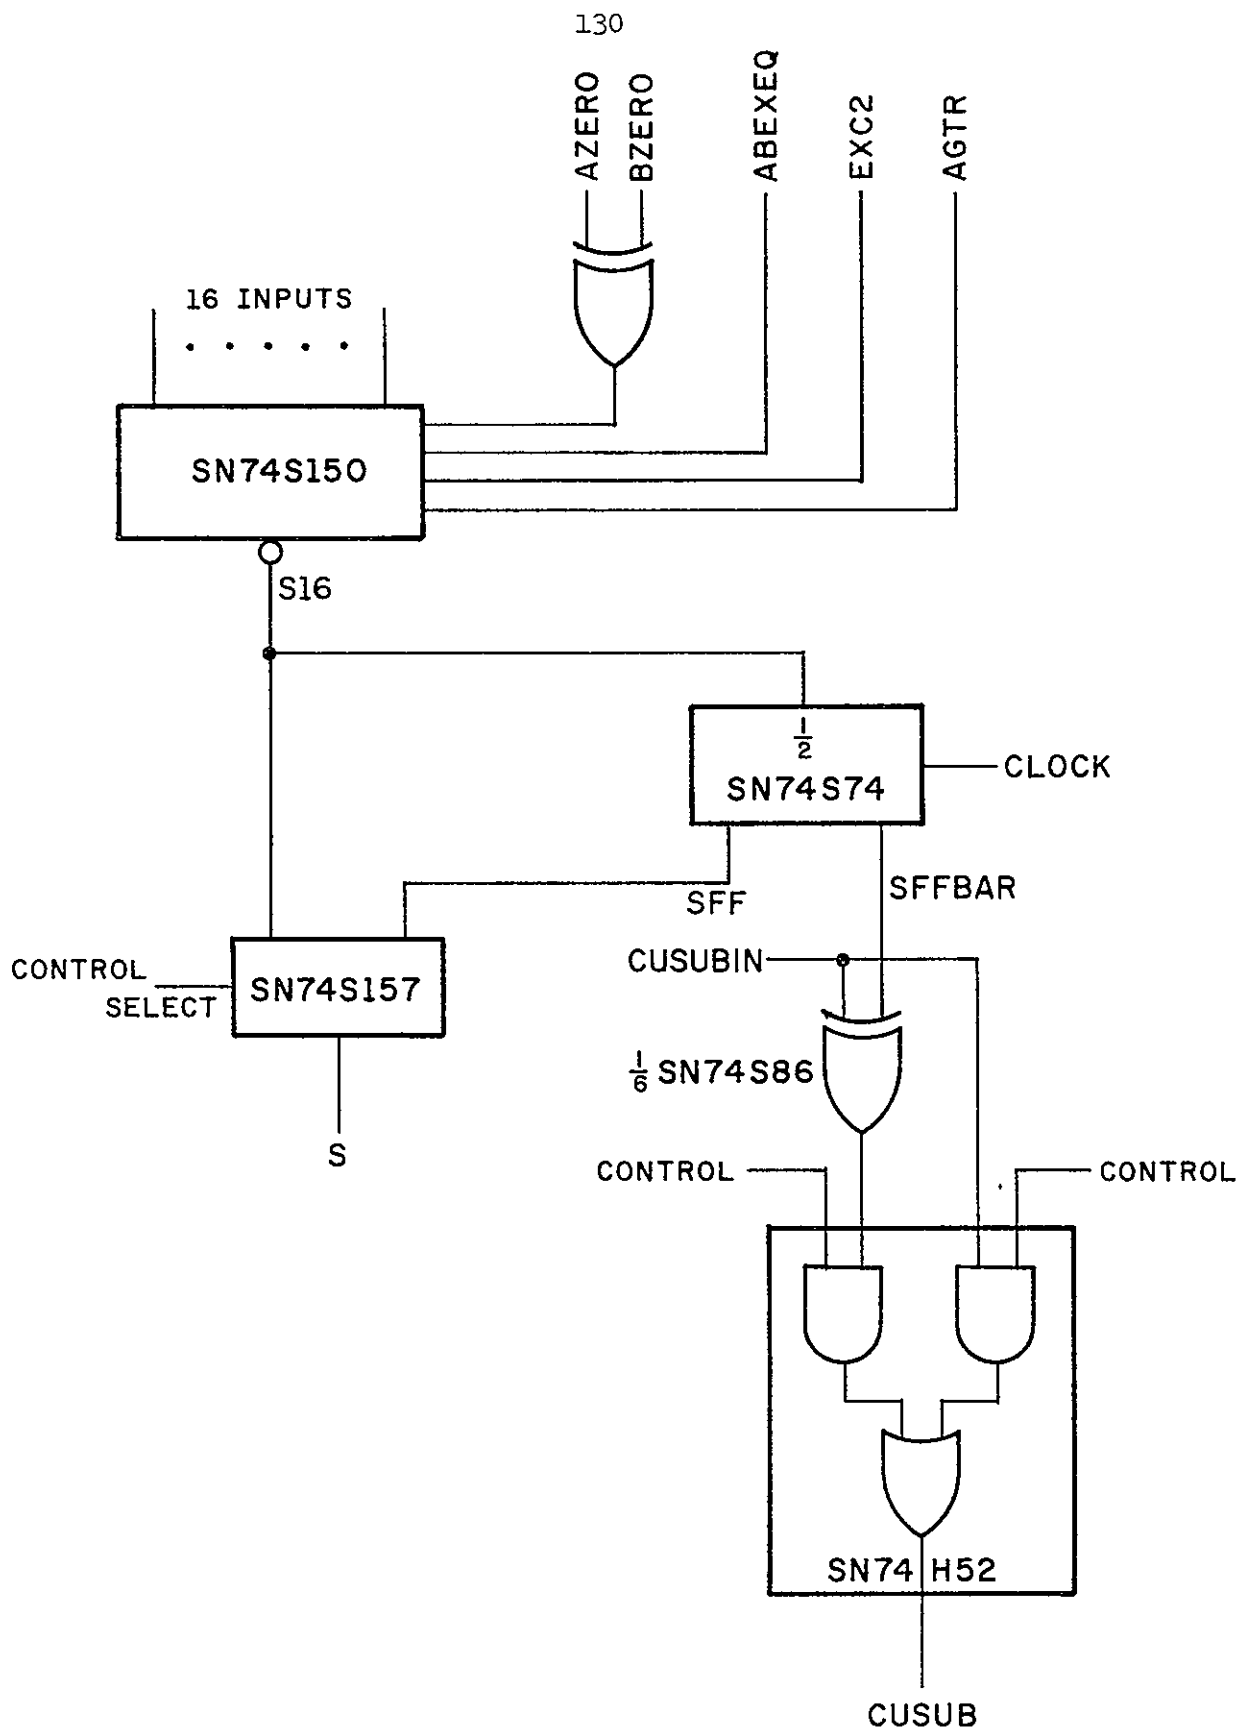 130
AZERO
BZERO
ABEXEQ
EXC2
AGTR
16 INPUTS
SN74S150
S16
1/2
SN74S74
CLOCK
SFF
SFFBAR
CUSUBIN
CONTROL
SELECT
SN74S157
1/6 SN74S86
S
CONTROL
CONTROL
SN74 H52
CUSUB